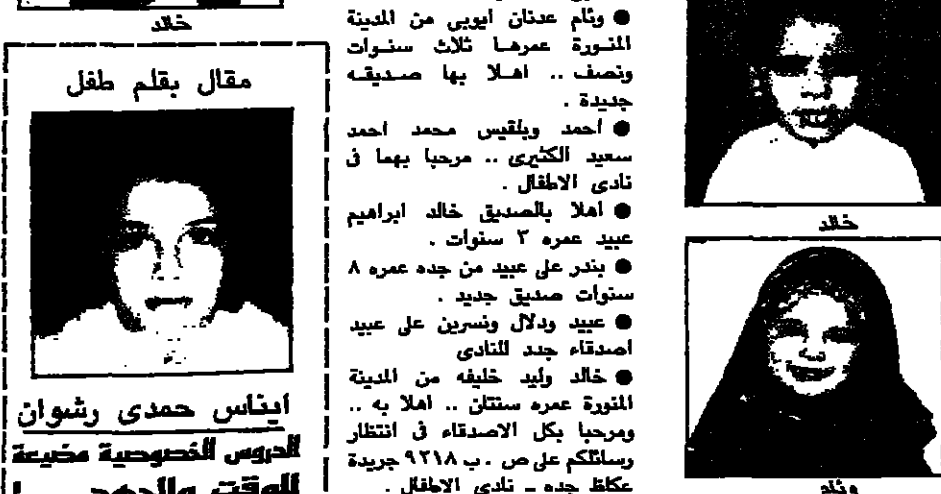 خالد
وئام
● وئام عدنان ايوبى من المدينة
المنورة عمرها ثلاث سنوات
ونصف .. اهلا بها صديقه
جديدة .
● احمد وبلقيس محمد احمد
سعيد الكثيرى .. مرحبا بهما فى
نادى الاطفال .
● اهلا بالصديق خالد ابراهيم
عبيد عمره ٣ سنوات .
● بندر على عبيد من جده عمره ٨
سنوات صديق جديد .
● عبيد ودلال ونسرين على عبيد
اصدقاء جدد للنادى
● خالد وليد خليفه من المدينة
المنورة عمره سنتان .. اهلا به ..
ومرحبا بكل الاصدقاء فى انتظار
رسائلكم على ص . ب ٩٢١٨ جريدة
عكاظ جده ـ نادى الاطفال .
خالد
مقال بقلم طفل
ايناس حمدى رشوان
الدروس الخصوصية مضيعة
للوقت والجهد